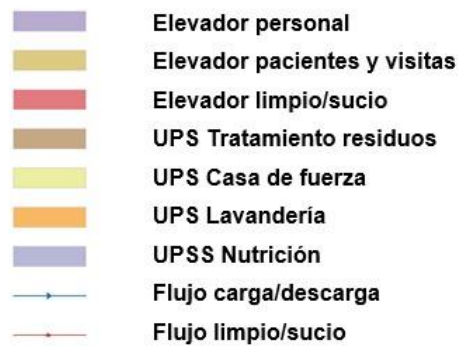 Elevador personal
Elevador pacientes y visitas
Elevador limpio/sucio
UPS Tratamiento residuos
UPS Casa de fuerza
UPS Lavandería
UPSS Nutrición
Flujo carga/descarga
Flujo limpio/sucio